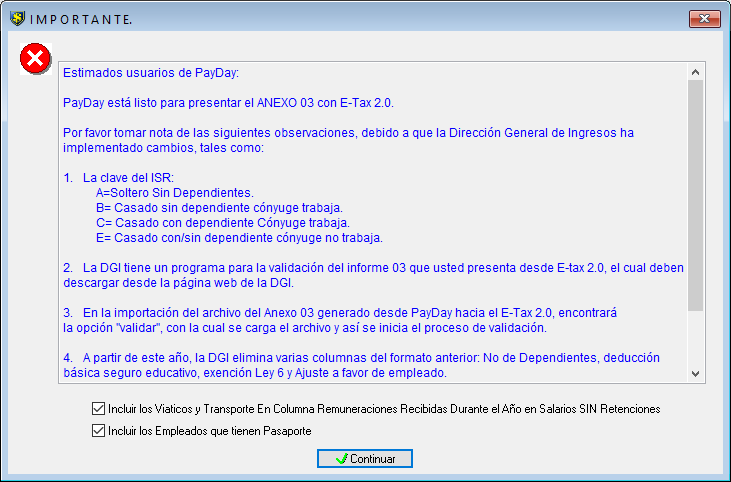 I M P O R T A N T E.
Estimados usuarios de PayDay:
PayDay está listo para presentar el ANEXO 03 con E-Tax 2.0.
Por favor tomar nota de las siguientes observaciones, debido a que la Dirección General de Ingresos ha
implementado cambios, tales como:
1. La clave del ISR:
A=Soltero Sin Dependientes.
B= Casado sin dependiente cónyuge trabaja.
C= Casado con dependiente Cónyuge trabaja.
E= Casado con/sin dependiente cónyuge no trabaja.
2. La DGI tiene un programa para la validación del informe 03 que usted presenta desde E-tax 2.0, el cual deben
descargar desde la página web de la DGI.
3. En la importación del archivo del Anexo 03 generado desde PayDay hacia el E-Tax 2.0, encontrará
la opción "validar", con la cual se carga el archivo y así se inicia el proceso de validación.
4. A partir de este año, la DGI elimina varias columnas del formato anterior: No de Dependientes, deducción
básica seguro educativo, exención Ley 6 y Ajuste a favor de empleado.
Incluir los Viaticos y Transporte En Columna Remuneraciones Recibidas Durante el Año en Salarios SIN Retenciones
Incluir los Empleados que tienen Pasaporte
Continuar